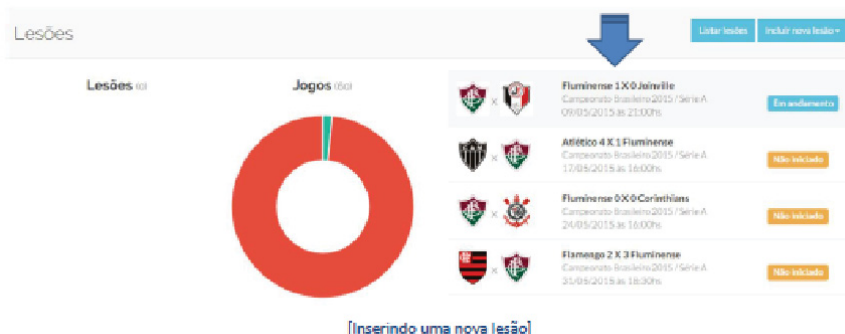 Lesões
Listar lesões
Incluir nova lesão
Lesões (0)
Jogos (60)
Fluminense 1 X 0 Joinville
Campeonato Brasileiro 2015 / Série A
09/05/2015 às 21:00hs
Em andamento
Atlético 4 X 1 Fluminense
Campeonato Brasileiro 2015 / Série A
17/05/2015 às 16:00hs
Não iniciado
Fluminense 0 X 0 Corinthians
Campeonato Brasileiro 2015 / Série A
24/05/2015 às 16:00hs
Não iniciado
Flamengo 2 X 3 Fluminense
Campeonato Brasileiro 2015 / Série A
31/05/2015 às 18:30hs
Não iniciado
[Inserindo uma nova lesão]